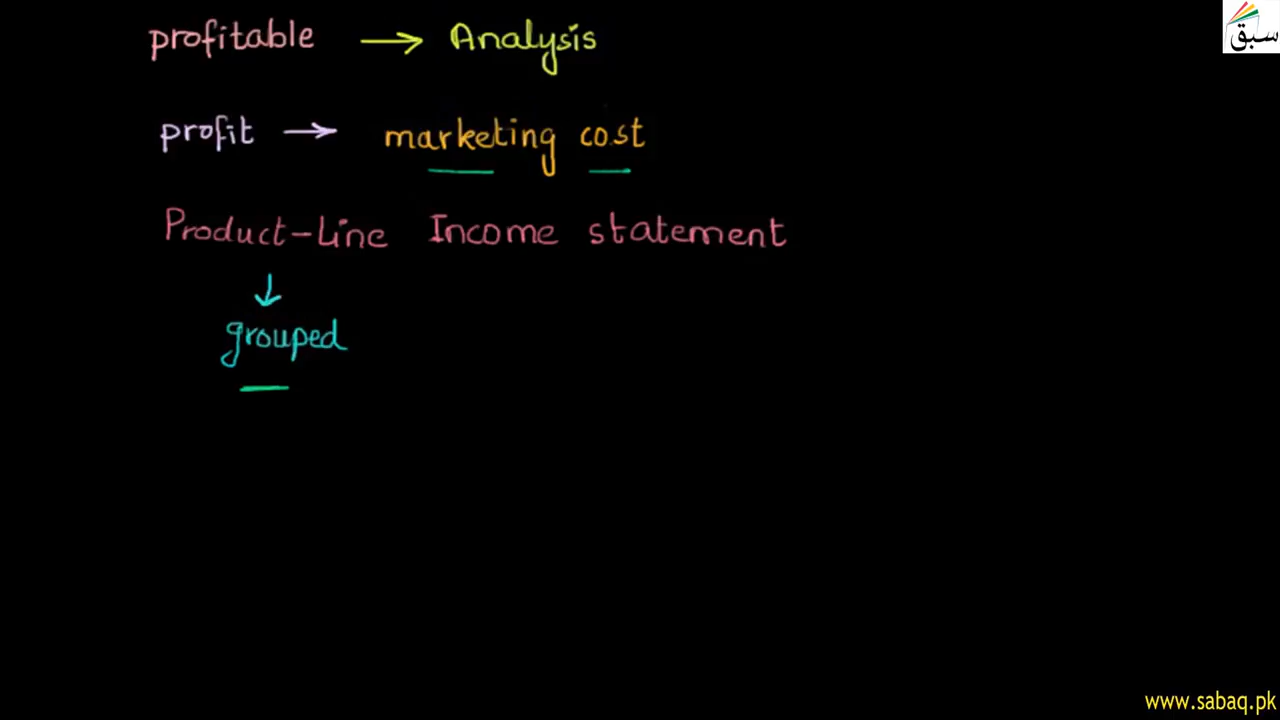 profitable → Analysis
سبق
profit → marketing cost
Product-Line Income statement
↓
grouped
www.sabaq.pk